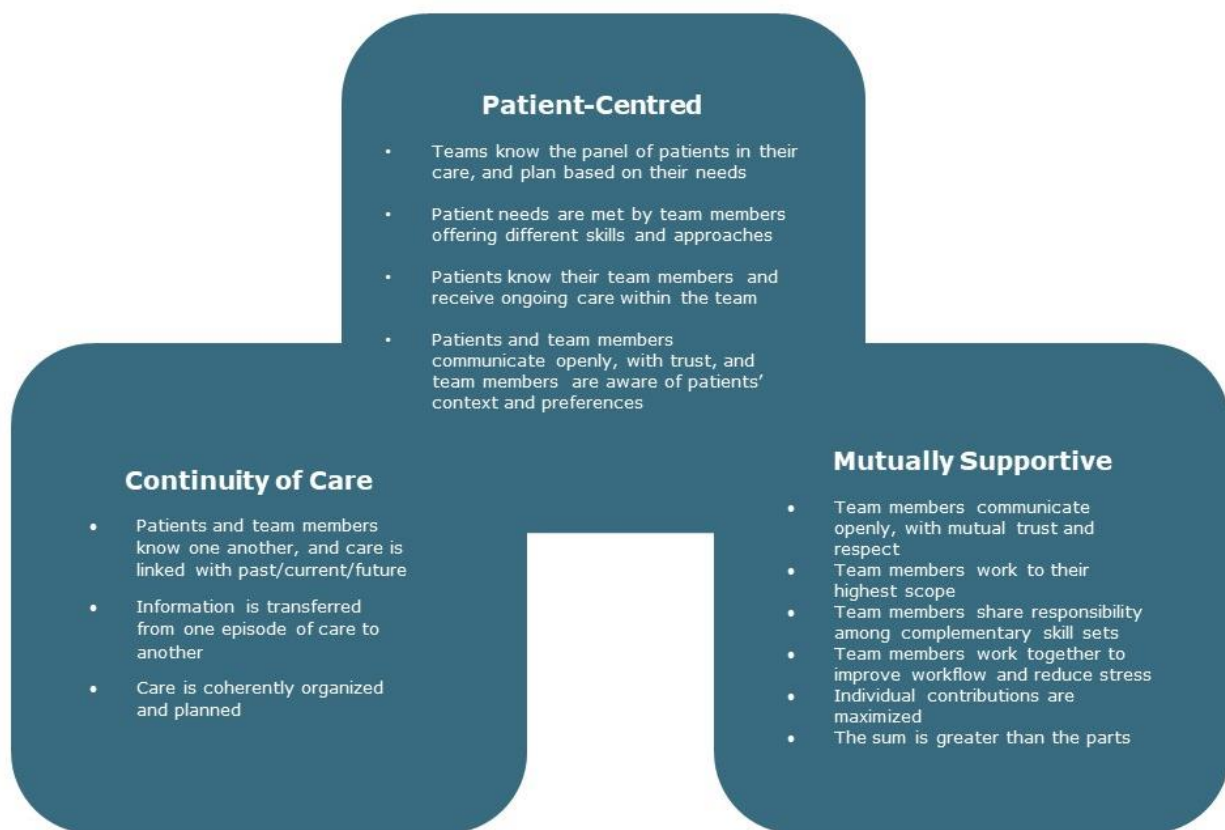 Patient-Centred
• Teams know the panel of patients in their
care, and plan based on their needs
• Patient needs are met by team members
offering different skills and approaches
• Patients know their team members and
receive ongoing care within the team
• Patients and team members
communicate openly, with trust, and
team members are aware of patients’
context and preferences
Continuity of Care
• Patients and team members
know one another, and care is
linked with past/current/future
• Information is transferred
from one episode of care to
another
• Care is coherently organized
and planned
Mutually Supportive
• Team members communicate
openly, with mutual trust and
respect
• Team members work to their
highest scope
• Team members share responsibility
among complementary skill sets
• Team members work together to
improve workflow and reduce stress
• Individual contributions are
maximized
• The sum is greater than the parts